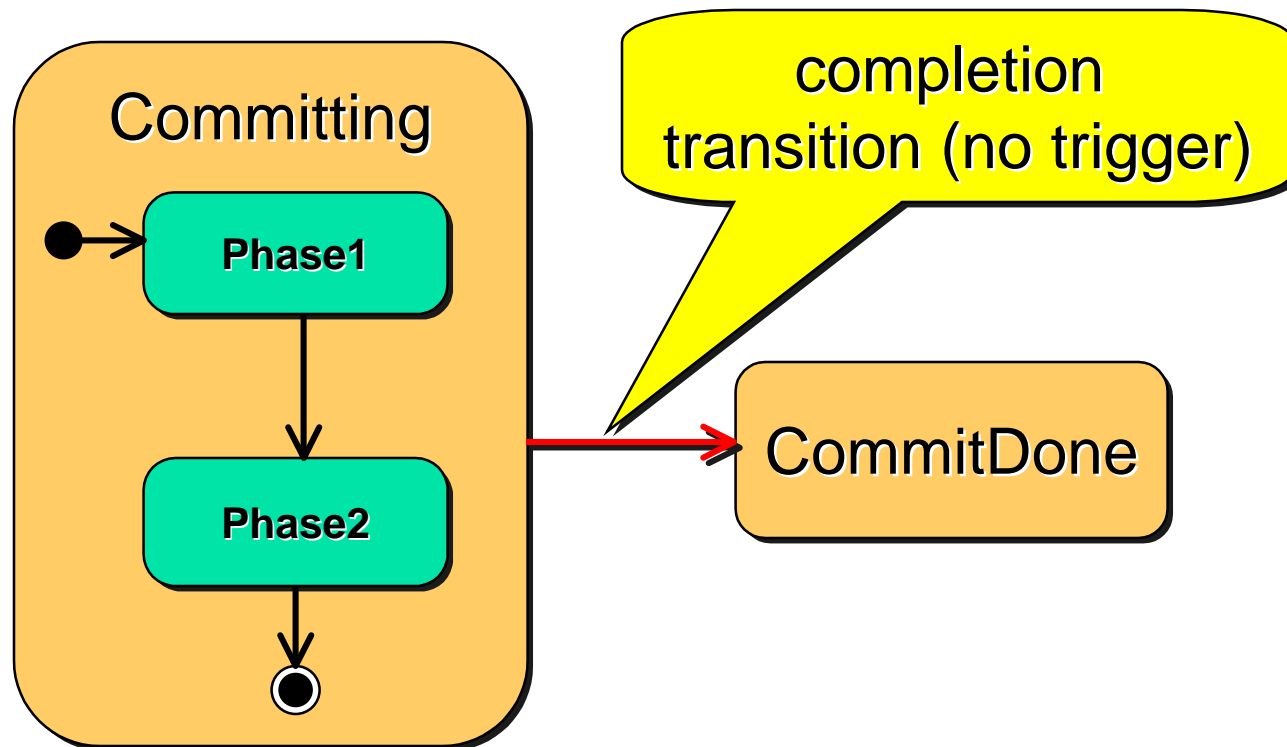 Committing
Phase1
Phase2
completion
transition (no trigger)
CommitDone